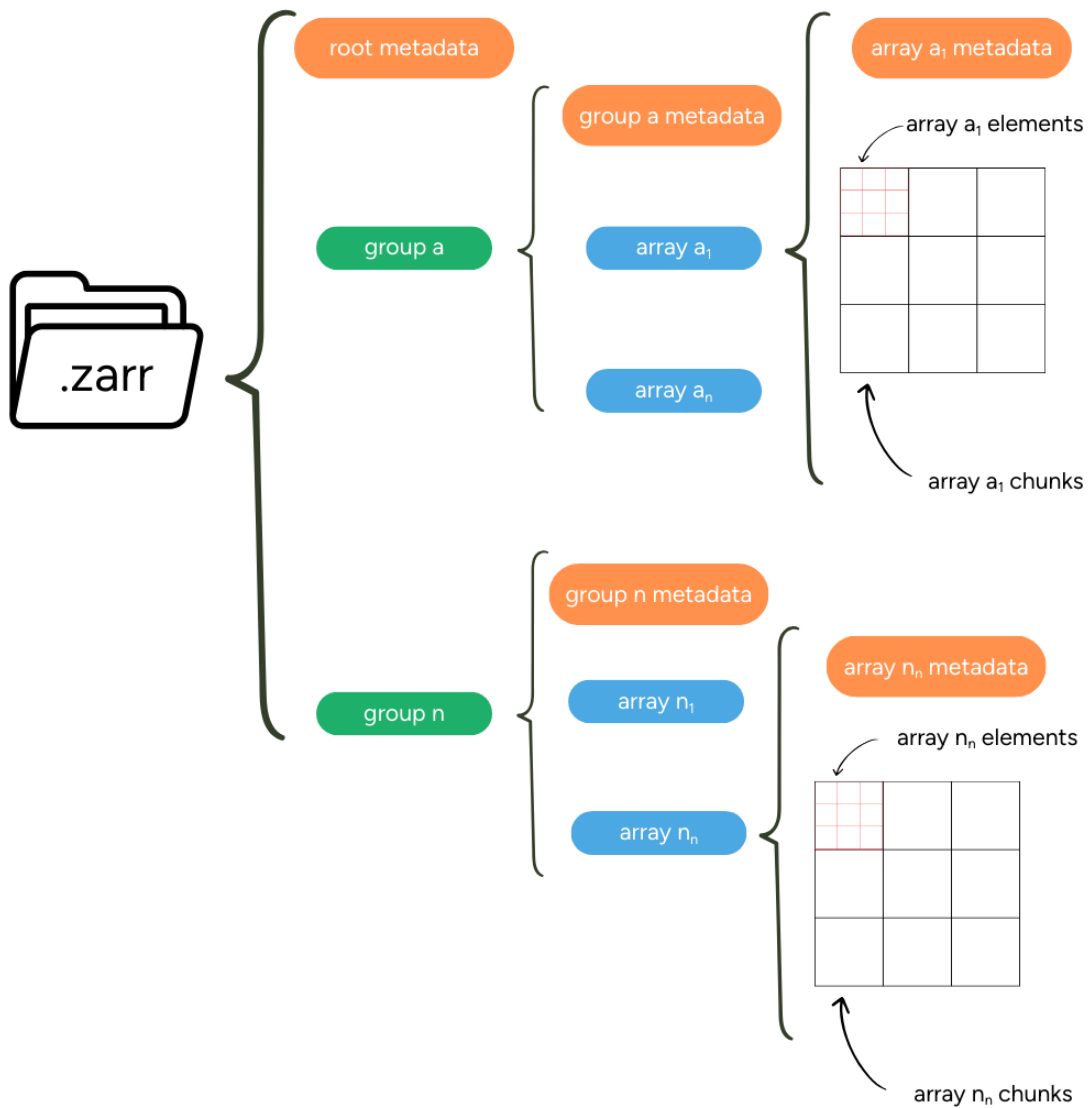 .zarr
root metadata
group a
group a metadata
array a₁
array aₙ
array a₁ metadata
array a₁ elements
array a₁ chunks
group n
group n metadata
array n₁
array nₙ
array nₙ metadata
array nₙ elements
array nₙ chunks